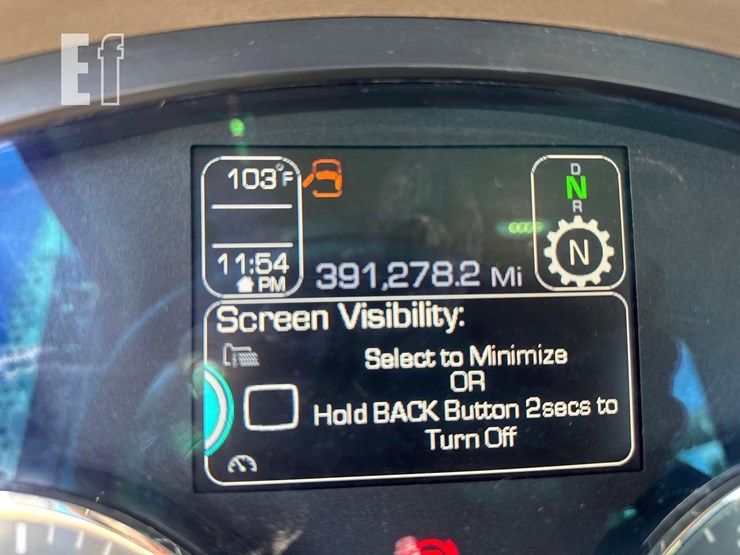 Ef
103°F
D
N
R
N
11:54
PM
391,278.2 Mi
Screen Visibility:
Select to Minimize
OR
Hold BACK Button 2secs to
Turn Off